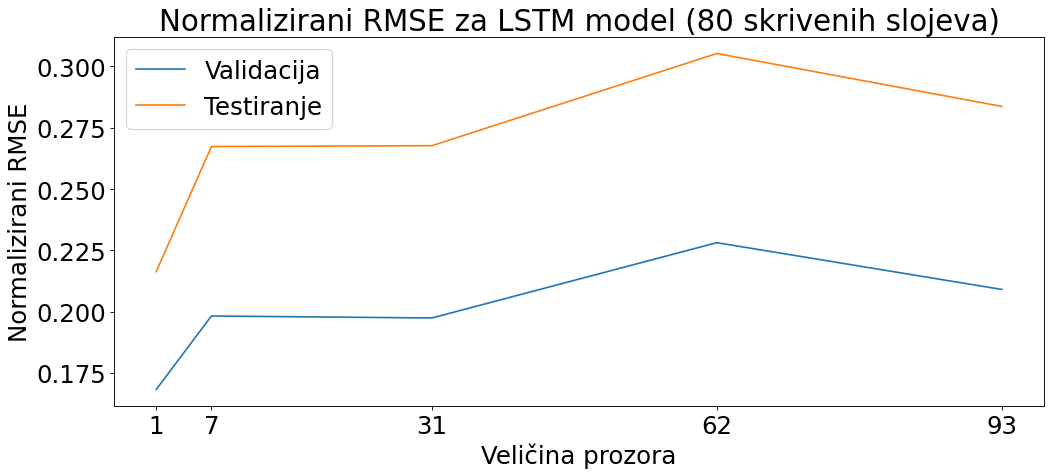 Normalizirani RMSE za LSTM model (80 skrivenih slojeva)
Validacija
Testiranje
Normalizirani RMSE
0.300
0.275
0.250
0.225
0.200
0.175
1 7 31 62 93
Veličina prozora